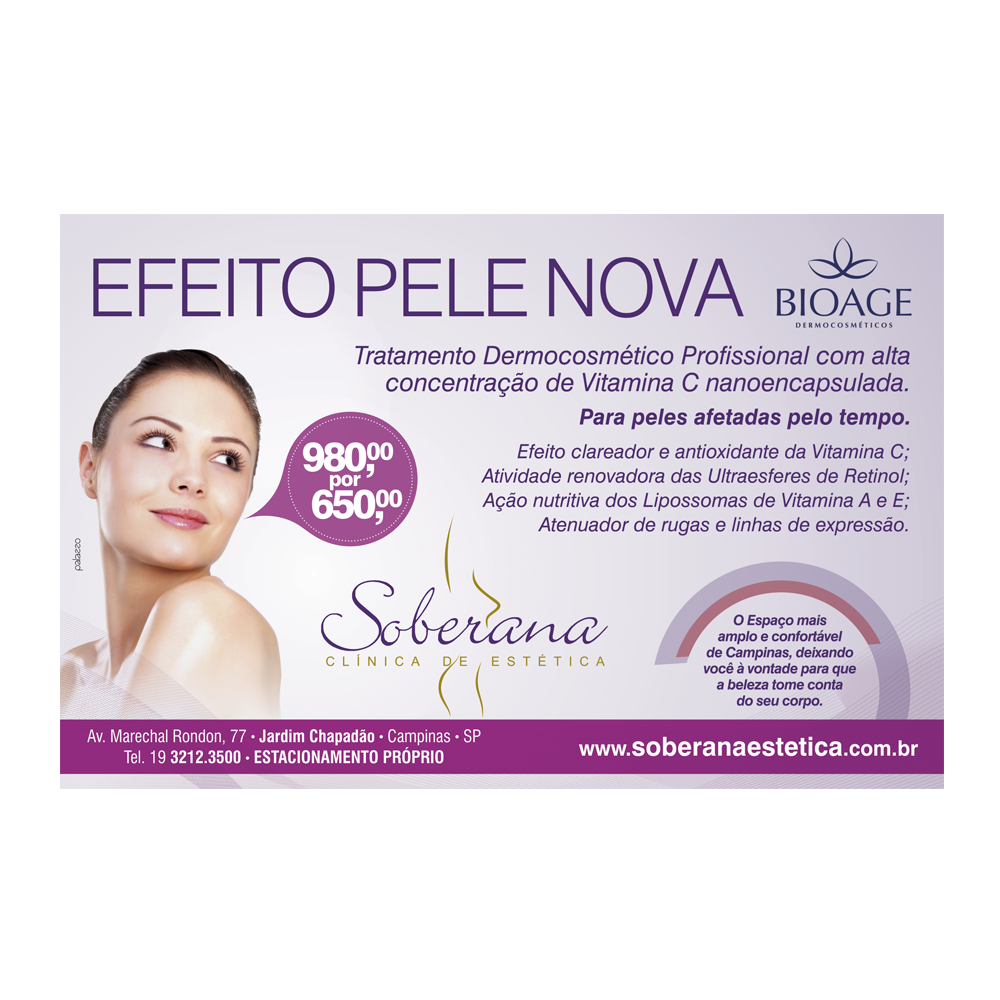 EFEITO PELE NOVA
BIOAGE
DERMOCOSMÉTICOS
Tratamento Dermocosmético Profissional com alta
concentração de Vitamina C nanoencapsulada.
Para peles afetadas pelo tempo.
Efeito clareador e antioxidante da Vitamina C;
Atividade renovadora das Ultraesferes de Retinol;
Ação nutritiva dos Lipossomas de Vitamina A e E;
Atenuador de rugas e linhas de expressão.
980,00
por
650,00
Soberana
CLÍNICA DE ESTÉTICA
O Espaço mais
amplo e confortável
de Campinas, deixando
você à vontade para que
a beleza tome conta
do seu corpo.
Av. Marechal Rondon, 77 • Jardim Chapadão • Campinas • SP
Tel. 19 3212.3500 • ESTACIONAMENTO PRÓPRIO
www.soberanaestetica.com.br